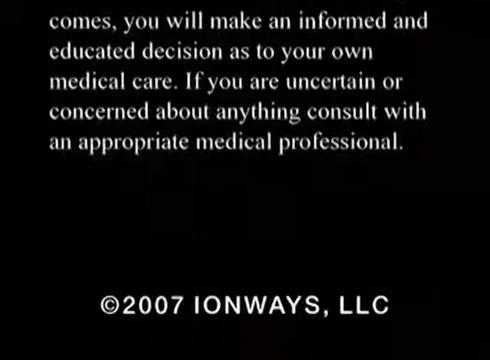 comes, you will make an informed and
educated decision as to your own
medical care. If you are uncertain or
concerned about anything consult with
an appropriate medical professional.
©2007 IONWAYS, LLC